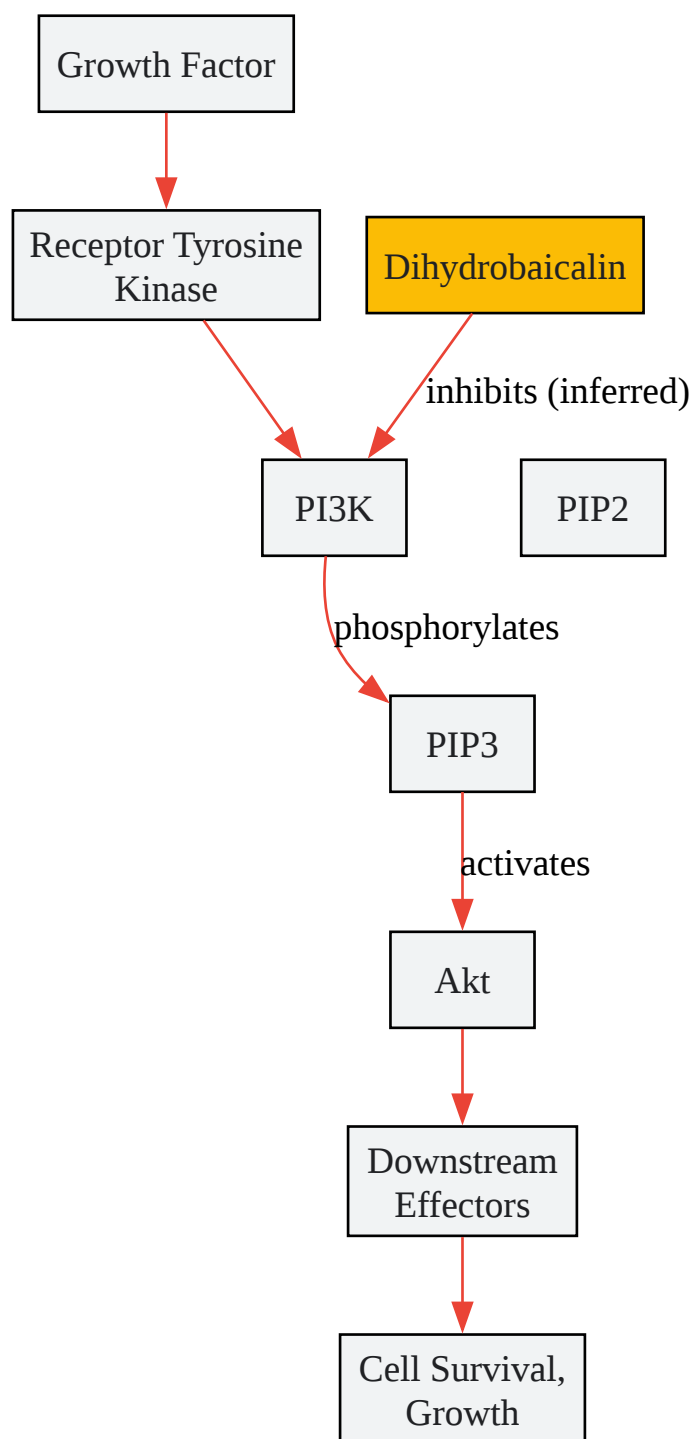 Growth Factor
Receptor Tyrosine
Kinase
Dihydrobaicalin
inhibits (inferred)
PI3K
PIP2
phosphorylates
PIP3
activates
Akt
Downstream
Effectors
Cell Survival,
Growth